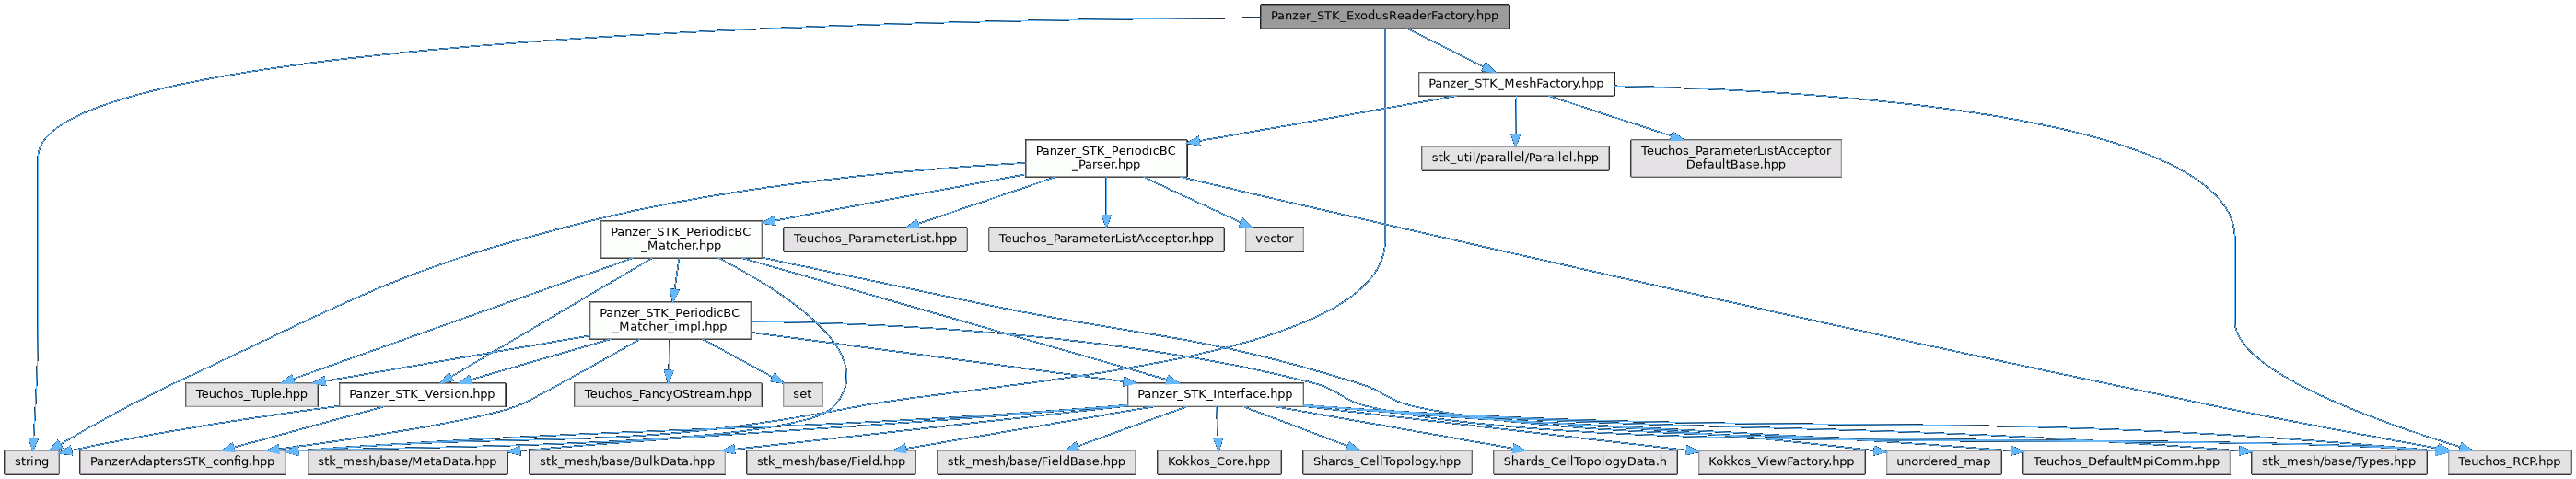 Panzer_STK_ExodusReaderFactory.hpp
Panzer_STK_MeshFactory.hpp
Panzer_STK_PeriodicBC
_Parser.hpp
stk_util/parallel/Parallel.hpp
Teuchos_ParameterListAcceptor
DefaultBase.hpp
Panzer_STK_PeriodicBC
_Matcher.hpp
Teuchos_ParameterList.hpp
Teuchos_ParameterListAcceptor.hpp
vector
Panzer_STK_PeriodicBC
_Matcher_impl.hpp
Teuchos_Tuple.hpp
Panzer_STK_Version.hpp
Teuchos_FancyOStream.hpp
set
Panzer_STK_Interface.hpp
string
PanzerAdaptersSTK_config.hpp
stk_mesh/base/MetaData.hpp
stk_mesh/base/BulkData.hpp
stk_mesh/base/Field.hpp
stk_mesh/base/FieldBase.hpp
Kokkos_Core.hpp
Shards_CellTopology.hpp
Shards_CellTopologyData.h
Kokkos_ViewFactory.hpp
unordered_map
Teuchos_DefaultMpiComm.hpp
stk_mesh/base/Types.hpp
Teuchos_RCP.hpp